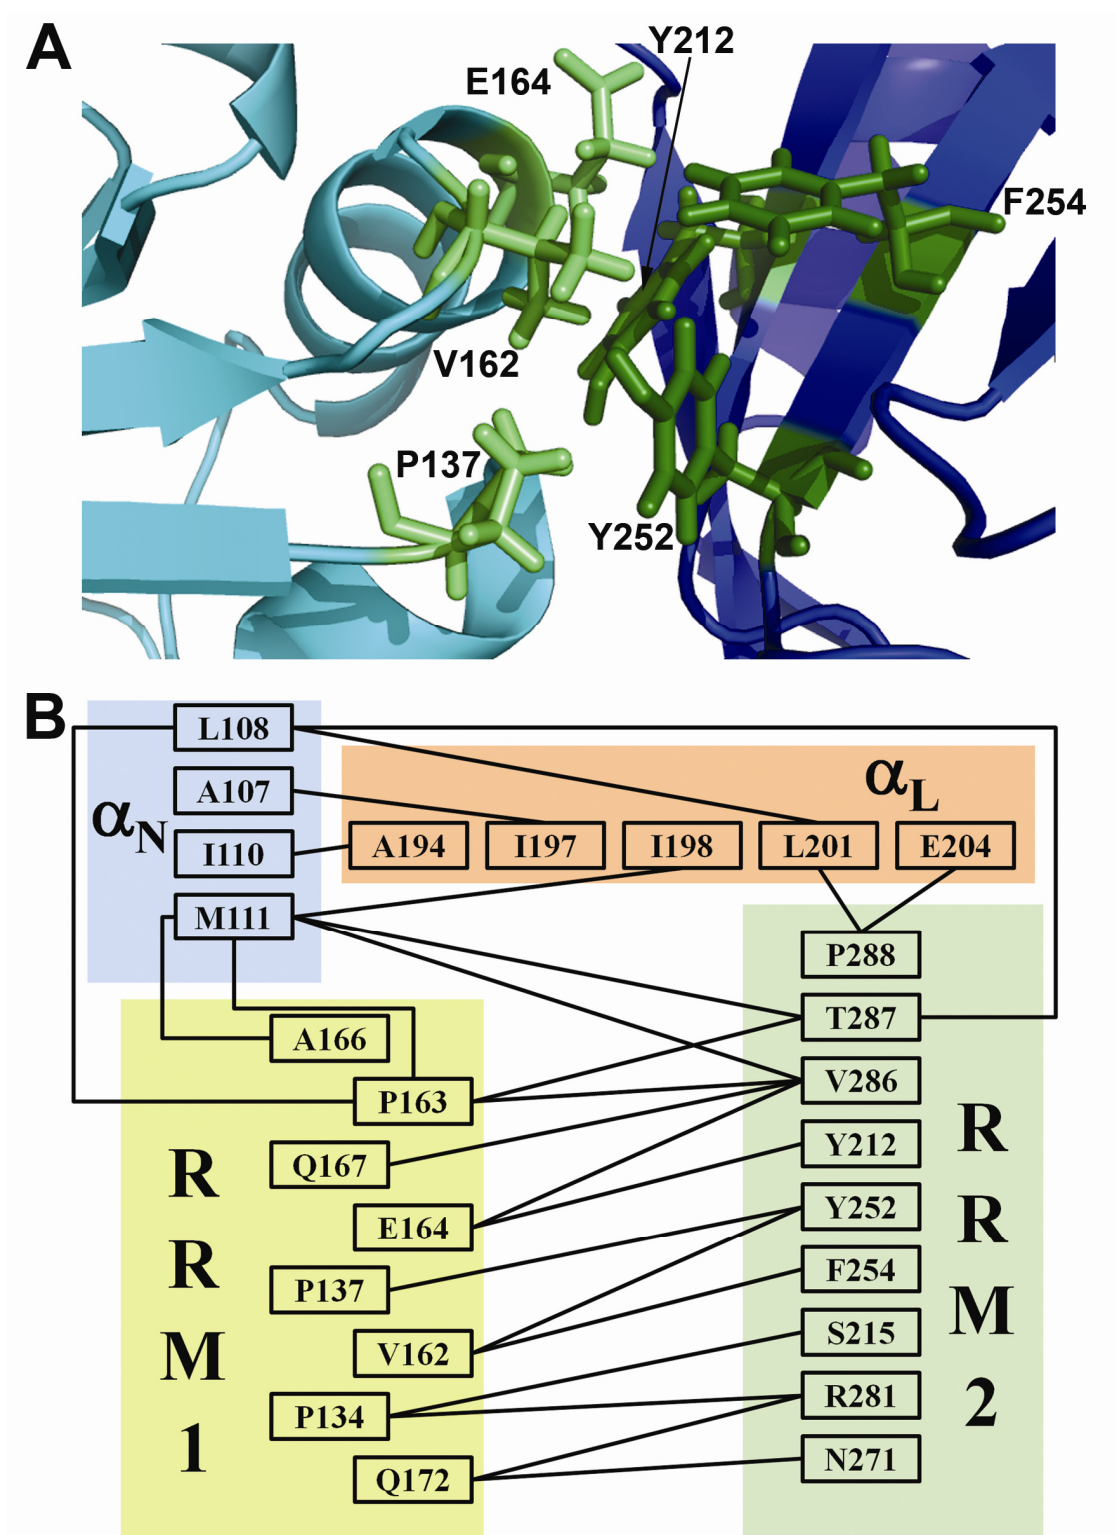 A
Y212
E164
F254
V162
P137
Y252
B
L108
αL
A107
αN
I110
A194
I197
I198
L201
E204
M111
P288
T287
A166
V286
P163
R
R
M
1
Q167
Y212
R
R
M
2
E164
Y252
P137
F254
V162
S215
P134
R281
Q172
N271